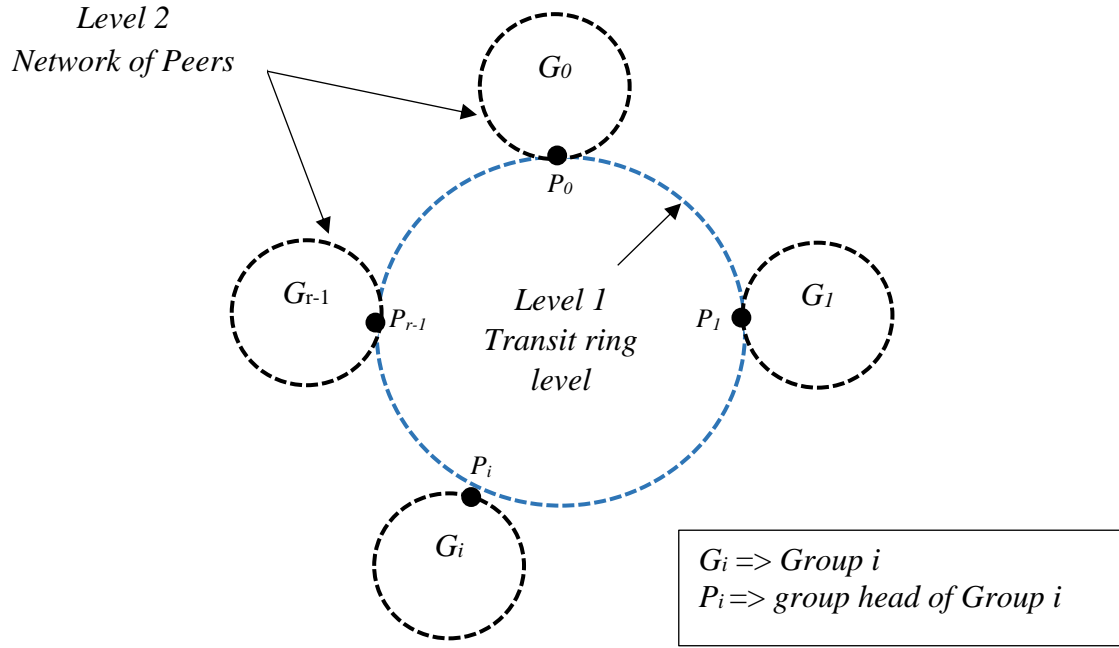 Level 2
Network of Peers
G0
P0
Gr-1
Pr-1
Level 1
Transit ring
level
P1
G1
Pi
Gi
Gi => Group i
Pi => group head of Group i